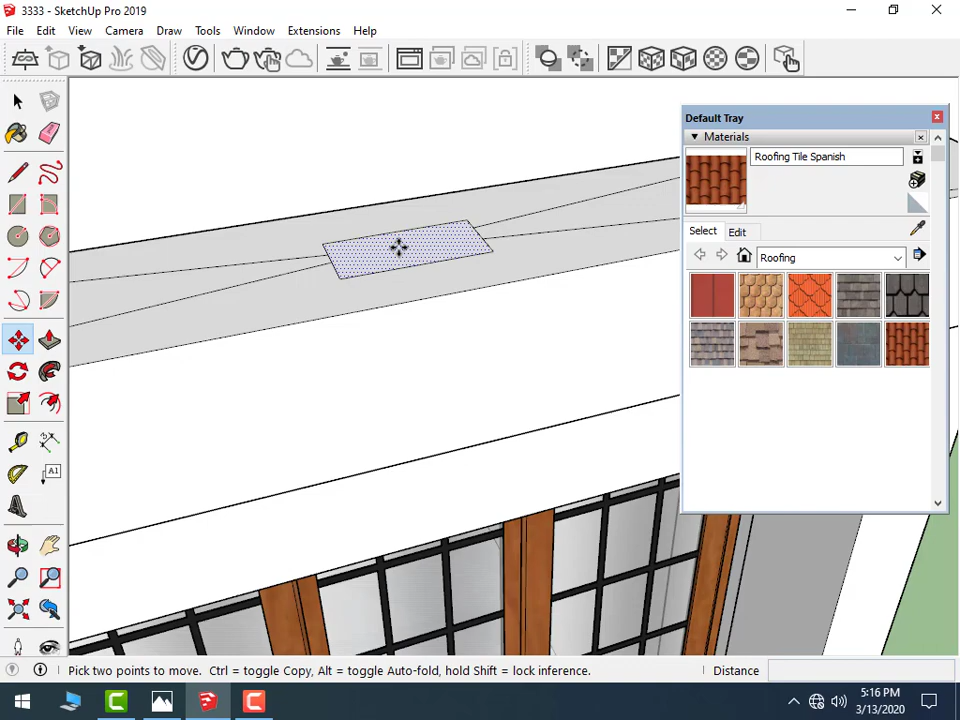 3333 - SketchUp Pro 2019
File Edit View Camera Draw Tools Window Extensions Help
Default Tray
Materials
Roofing Tile Spanish
Select Edit
Roofing
A1
Pick two points to move. Ctrl = toggle Copy, Alt = toggle Auto-fold, hold Shift = lock inference. Distance
5:16 PM
3/13/2020